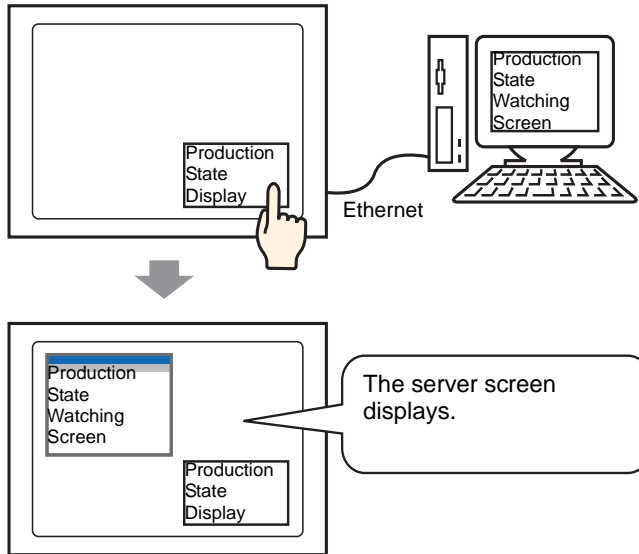 Production
State
Watching
Screen
Production
State
Display
Ethernet
Production
State
Watching
Screen
The server screen
displays.
Production
State
Display